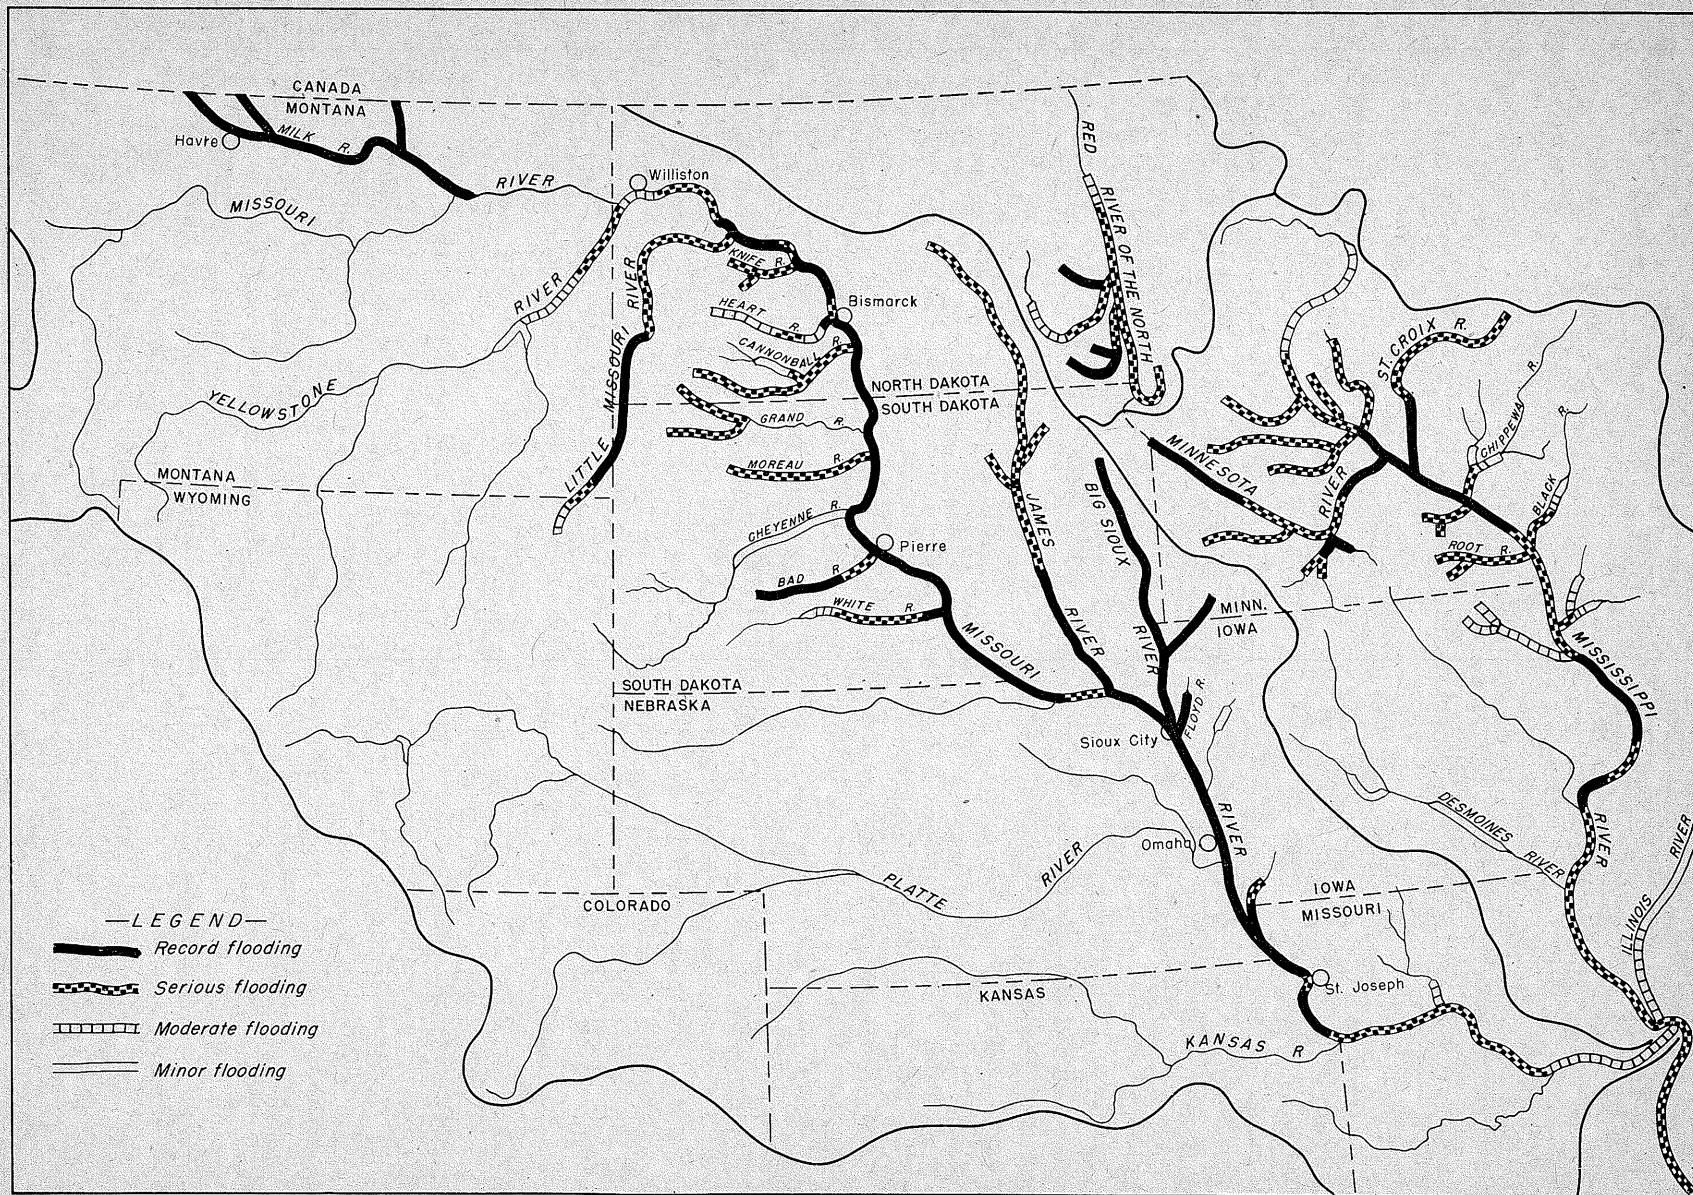 CANADA
MONTANA
Havre
MILK
R.
RIVER
Williston
MISSOURI
RIVER
YELLOWSTONE
LITTLE
MISSOURI
RIVER
KNIFE R.
HEART
R.
Bismarck
CANNONBALL
R.
NORTH DAKOTA
SOUTH DAKOTA
GRAND
R.
MOREAU
R.
CHEYENNE
R.
Pierre
BAD
R
WHITE
R.
MISSOURI
JAMES
RIVER
BIG SIOUX
RIVER
RED
RIVER OF THE NORTH
MINNESOTA
RIVER
ST. CROIX R.
CHIPPEWA
R.
BLACK
R.
ROOT R.
MONTANA
WYOMING
MINN.
IOWA
MISSISSIPPI
RIVER
SOUTH DAKOTA
NEBRASKA
Sioux City
FLOYD R.
RIVER
Omaha
DESMOINES
RIVER
PLATTE
RIVER
COLORADO
IOWA
MISSOURI
ILLINOIS
RIVER
KANSAS
St. Joseph
KANSAS R
—LEGEND—
Record flooding
Serious flooding
Moderate flooding
Minor flooding